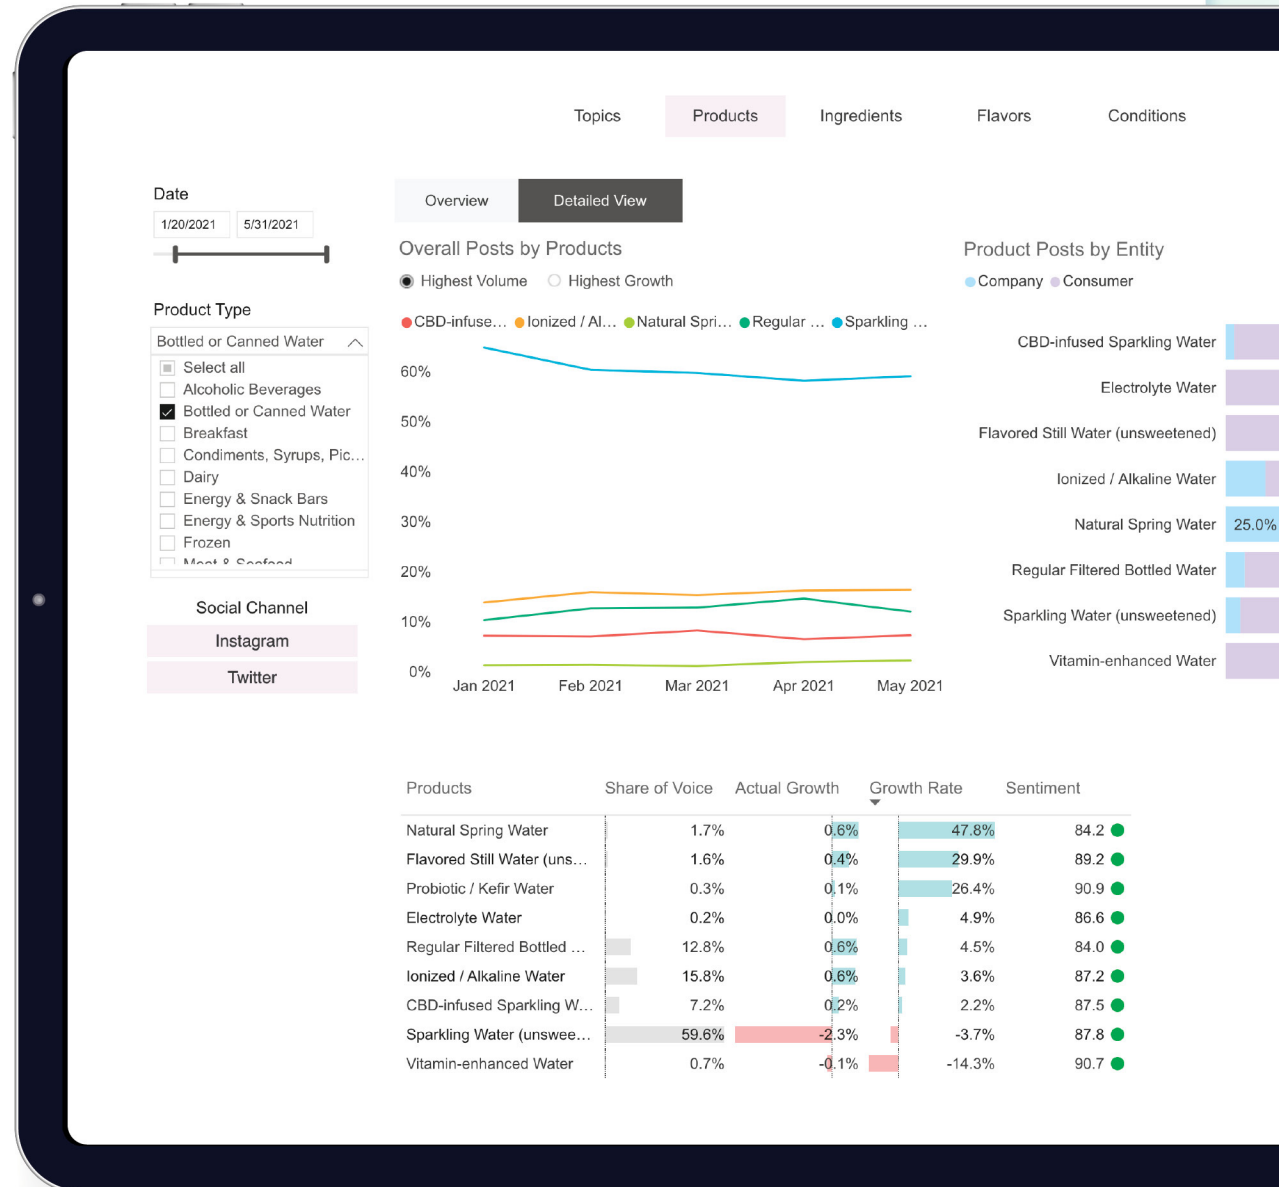 Topics Products Ingredients Flavors Conditions
Date
1/20/2021 5/31/2021
Product Type
Bottled or Canned Water
Select all
Alcoholic Beverages
Bottled or Canned Water
Breakfast
Condiments, Syrups, Pic...
Dairy
Energy & Snack Bars
Energy & Sports Nutrition
Frozen
Meat & Seafood
Social Channel
Instagram
Twitter
Overview Detailed View
Overall Posts by Products
Highest Volume Highest Growth
CBD-infuse... Ionized / Al... Natural Spri... Regular ... Sparkling ...
60%
50%
40%
30%
20%
10%
0%
Jan 2021 Feb 2021 Mar 2021 Apr 2021 May 2021
Product Posts by Entity
Company Consumer
CBD-infused Sparkling Water
Electrolyte Water
Flavored Still Water (unsweetened)
Ionized / Alkaline Water
Natural Spring Water 25.0%
Regular Filtered Bottled Water
Sparkling Water (unsweetened)
Vitamin-enhanced Water
Products Share of Voice Actual Growth Growth Rate Sentiment
Natural Spring Water 1.7% 0.6% 47.8% 84.2
Flavored Still Water (uns... 1.6% 0.4% 29.9% 89.2
Probiotic / Kefir Water 0.3% 0.1% 26.4% 90.9
Electrolyte Water 0.2% 0.0% 4.9% 86.6
Regular Filtered Bottled ... 12.8% 0.6% 4.5% 84.0
Ionized / Alkaline Water 15.8% 0.6% 3.6% 87.2
CBD-infused Sparkling W... 7.2% 0.2% 2.2% 87.5
Sparkling Water (unswee... 59.6% -2.3% -3.7% 87.8
Vitamin-enhanced Water 0.7% -0.1% -14.3% 90.7